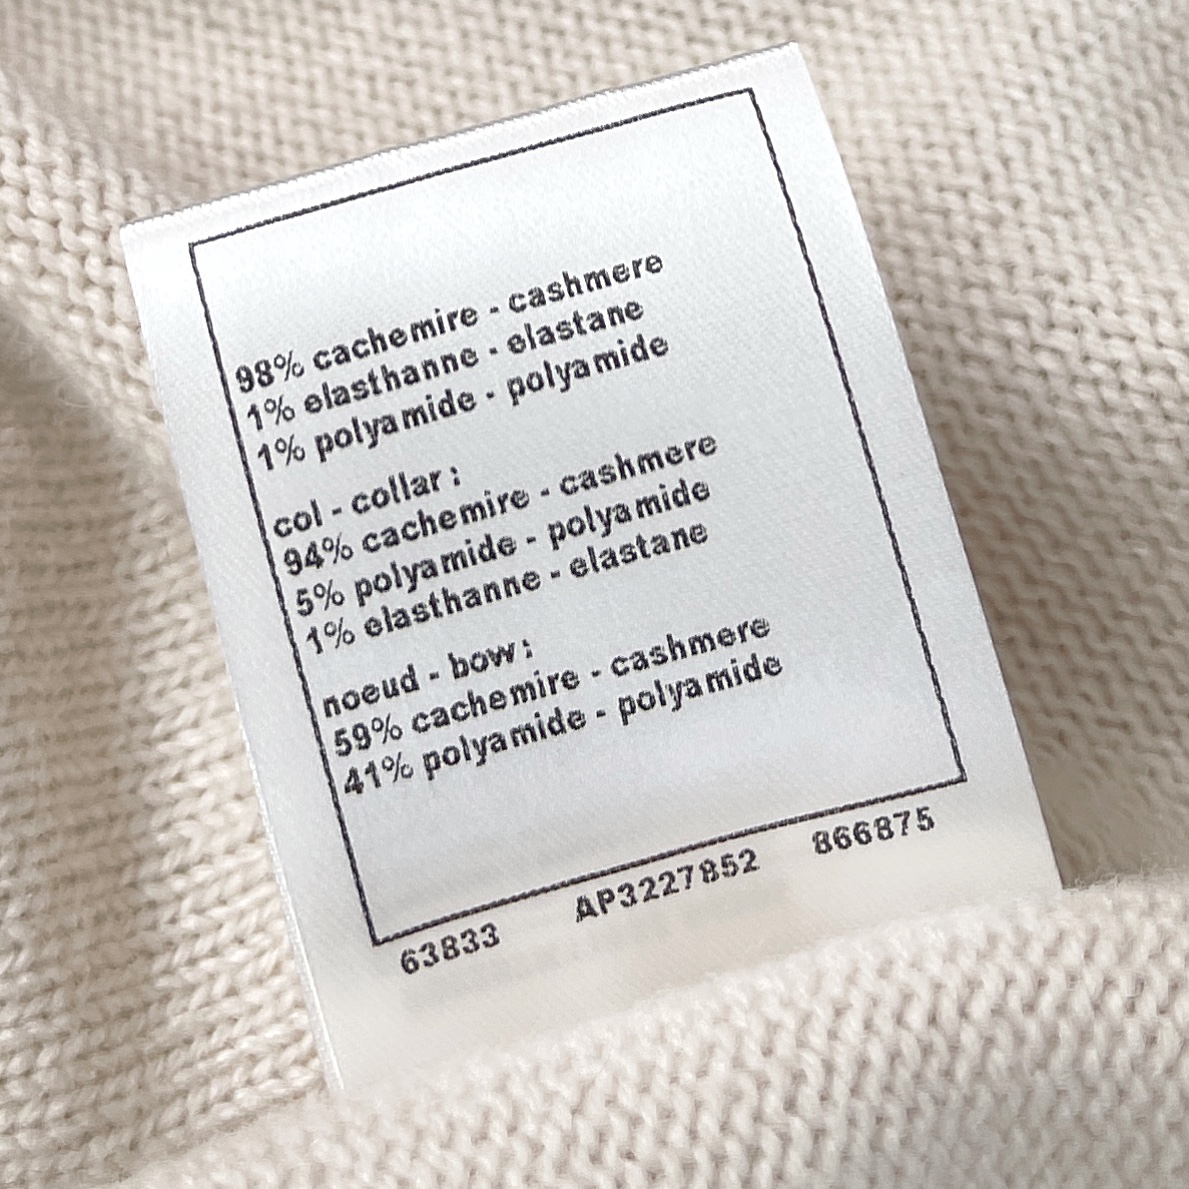 98% cachemire - cashmere
1% elasthanne - elastane
1% polyamide - polyamide
col - collar :
94% cachemire - cashmere
5% polyamide - polyamide
1% elasthanne - elastane
noeud - bow :
59% cachemire - cashmere
41% polyamide - polyamide
63833 AP3227852 866875